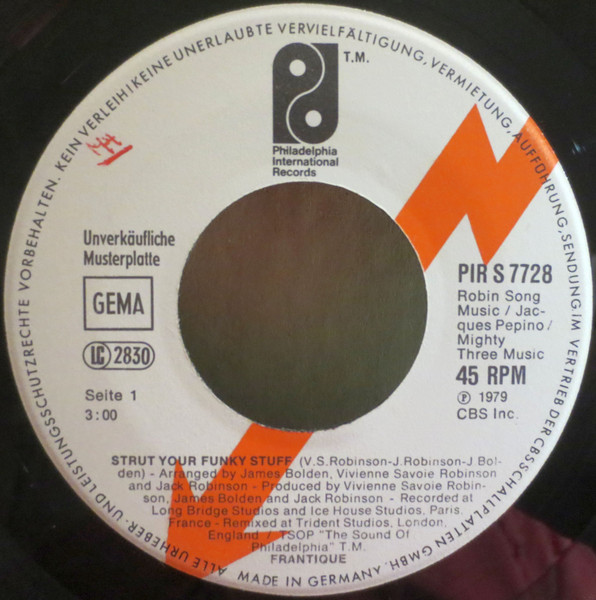 ALLE URHEBER- UND LEISTUNGSSCHUTZRECHTE VORBEHALTEN. KEIN VERLEIH! KEINE UNERLAUBTE VERVIELFÄLTIGUNG, VERMIETUNG, AUFFÜHRUNG, SENDUNG IM VERTRIEB DER CBS SCHALLPLATTEN GMBH. MADE IN GERMANY.
T.M.
Philadelphia
International
Records
Unverkäufliche
Musterplatte
GEMA
LC 2830
Seite 1
3:00
PIR S 7728
Robin Song
Music / Jac-
ques Pepino /
Mighty
Three Music
45 RPM
Ⓟ 1979
CBS Inc.
STRUT YOUR FUNKY STUFF (V.S.Robinson-J.Robinson-J Bol-
den) - Arranged by James Bolden, Vivienne Savoie Robinson
and Jack Robinson - Produced by Vivienne Savoie Robin-
son, James Bolden and Jack Robinson - Recorded at
Long Bridge Studios and Ice House Studios, Paris,
France - Remixed at Trident Studios, London,
England / TSOP "The Sound Of
Philadelphia" T.M.
FRANTIQUE